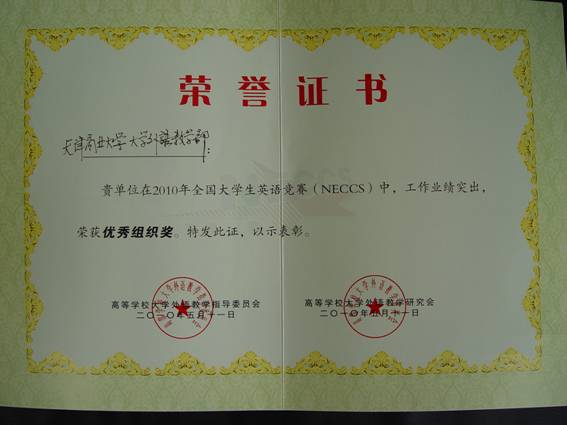 荣誉证书
天津商业大学大学外语教学部:
贵单位在2010年全国大学生英语竞赛(NECCS)中,工作业绩突出,
荣获优秀组织奖。特发此证,以示表彰。
高等学校大学外语教学指导委员会
二〇一〇年五月十一日
高等学校大学外语教学研究会
二〇一〇年五月十一日